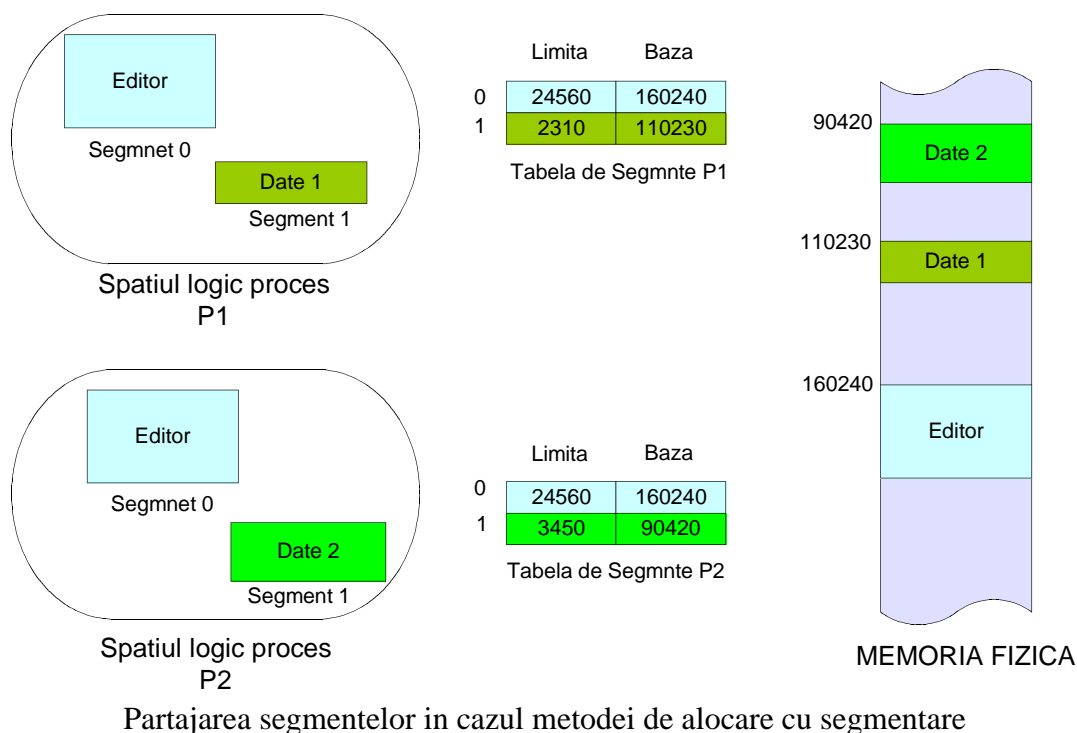 Editor
Segmnet 0
Date 1
Segment 1
Spatiul logic proces
P1
Limita Baza
0 24560 160240
1 2310 110230
Tabela de Segmnte P1
Editor
Segmnet 0
Date 2
Segment 1
Spatiul logic proces
P2
Limita Baza
0 24560 160240
1 3450 90420
Tabela de Segmnte P2
90420
Date 2
110230
Date 1
160240
Editor
MEMORIA FIZICA
Partajarea segmentelor in cazul metodei de alocare cu segmentare